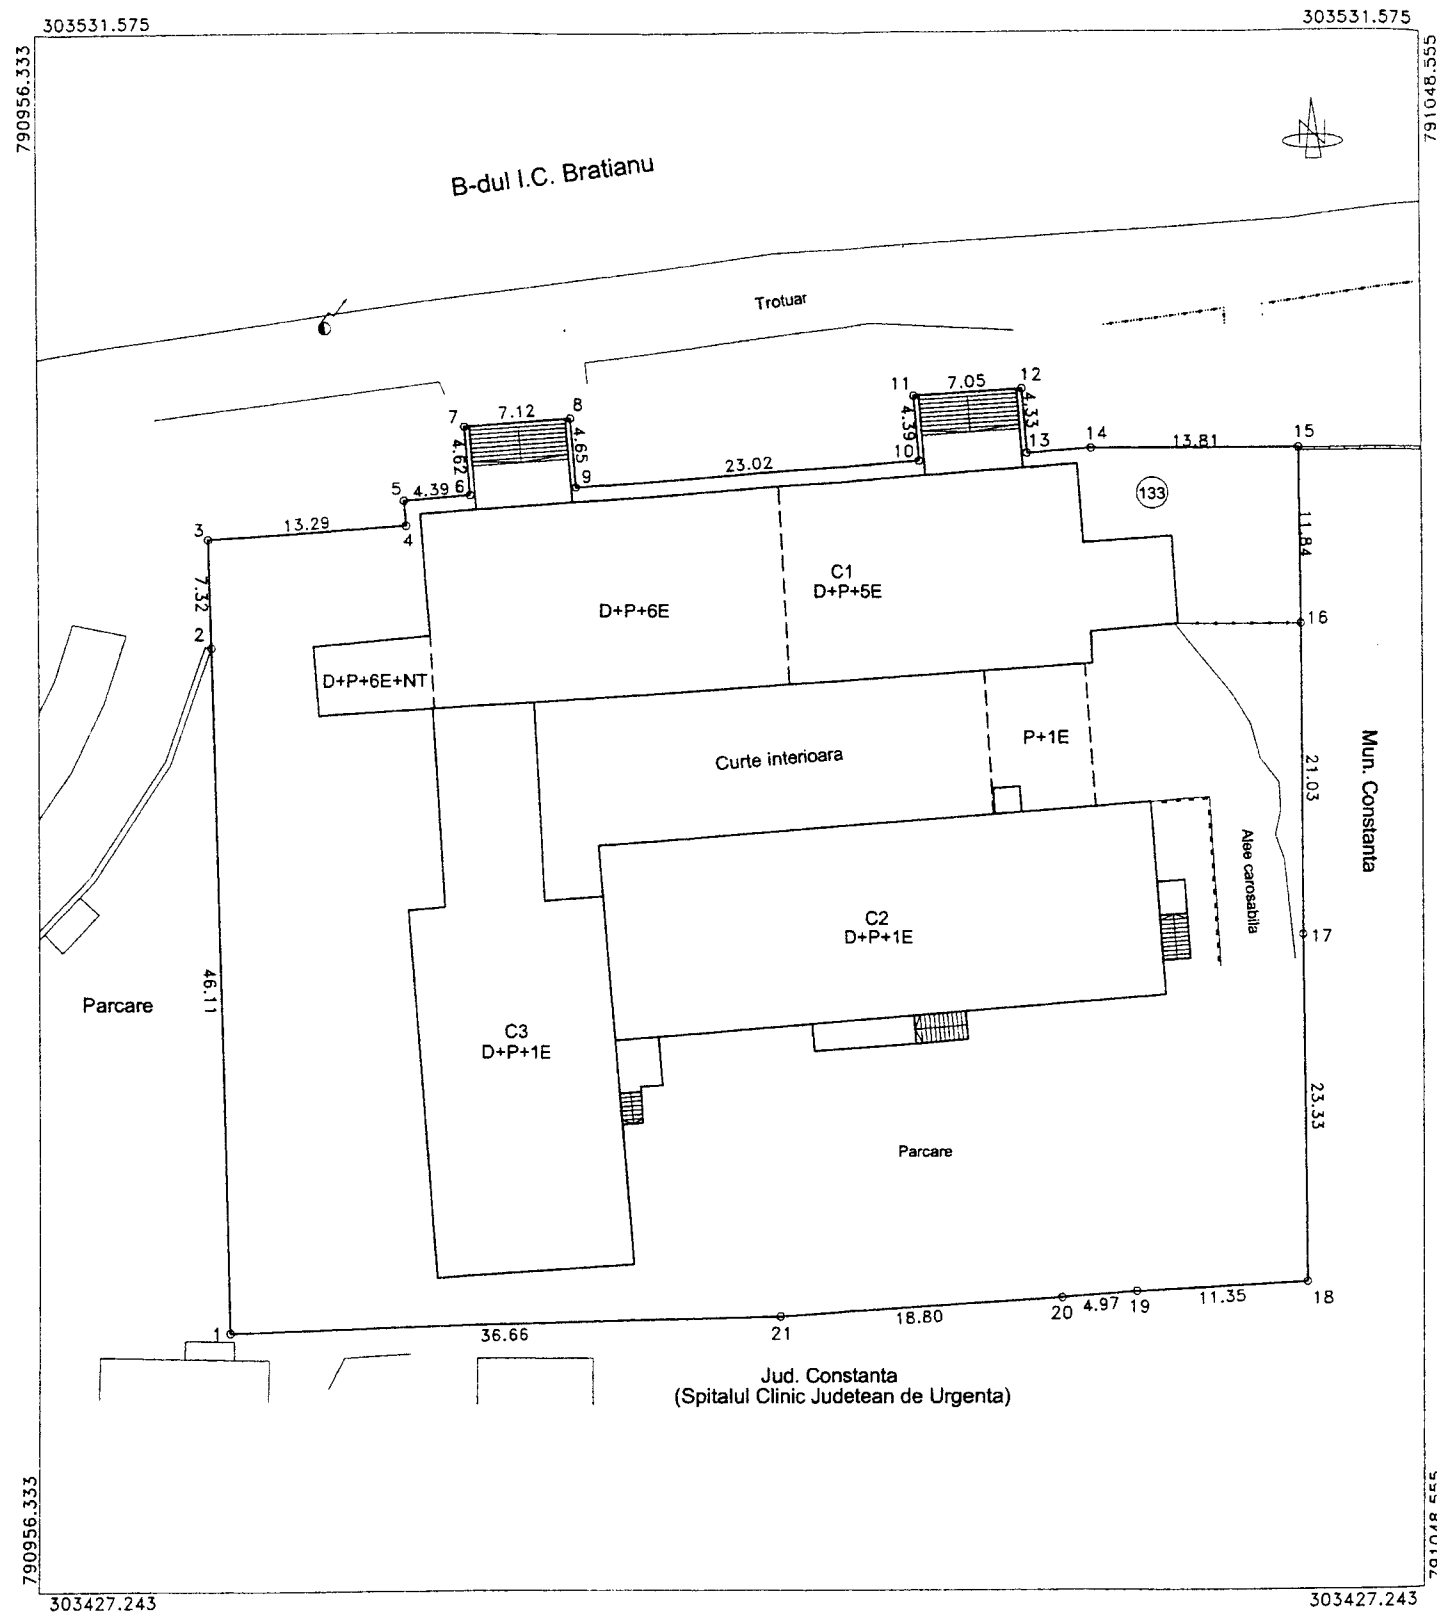 303531.575
303531.575
790956.333
791048.555
N
B-dul I.C. Bratianu
Trotuar
11
7.05
12
4.39
4.33
7
7.12
8
4.62
4.65
10
13
14
13.81
15
23.02
9
5
4.39
6
133
3
13.29
4
11.84
7.32
C1
D+P+5E
D+P+6E
2
16
D+P+6E+NT
P+1E
Curte interioara
21.03
Mun. Constanta
Alee carosabila
C2
D+P+1E
17
46.11
Parcare
C3
D+P+1E
23.33
Parcare
18
11.35
19
4.97
20
18.80
21
36.66
1
Jud. Constanta
(Spitalul Clinic Judetean de Urgenta)
790956.333
791048.555
303427.243
303427.243